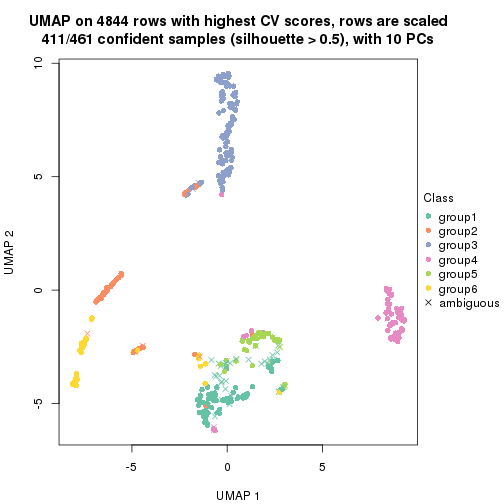 UMAP on 4844 rows with highest CV scores, rows are scaled
411/461 confident samples (silhouette > 0.5), with 10 PCs
10
5
0
-5
UMAP 2
-5
0
5
UMAP 1
Class
group1
group2
group3
group4
group5
group6
ambiguous